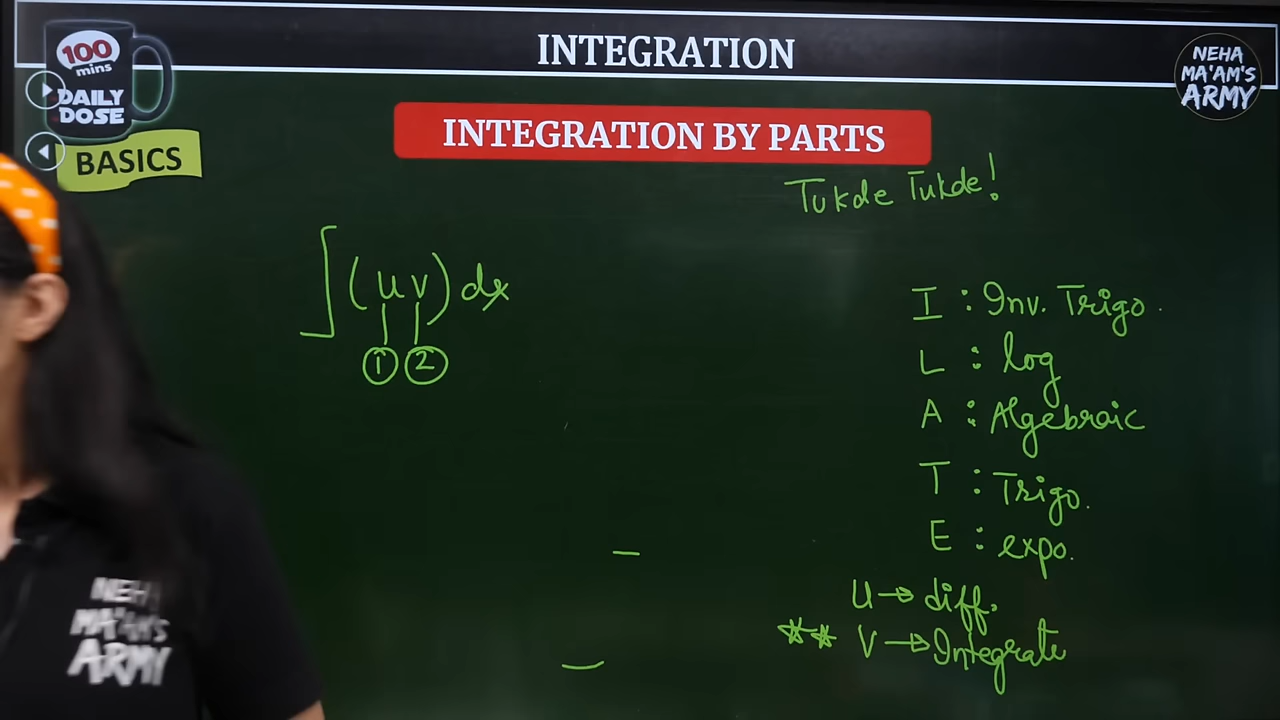 INTEGRATION
100
mins
DAILY
DOSE
NEHA
MA'AM'S
ARMY
BASICS
INTEGRATION BY PARTS
Tukde Tukde!
∫(uv) dx
① ②
I : Inv. Trigo.
L : log
A : Algebraic
T : Trigo.
E : expo.
U → diff.
** V → Integrate
NEHA
MA'AM'S
ARMY